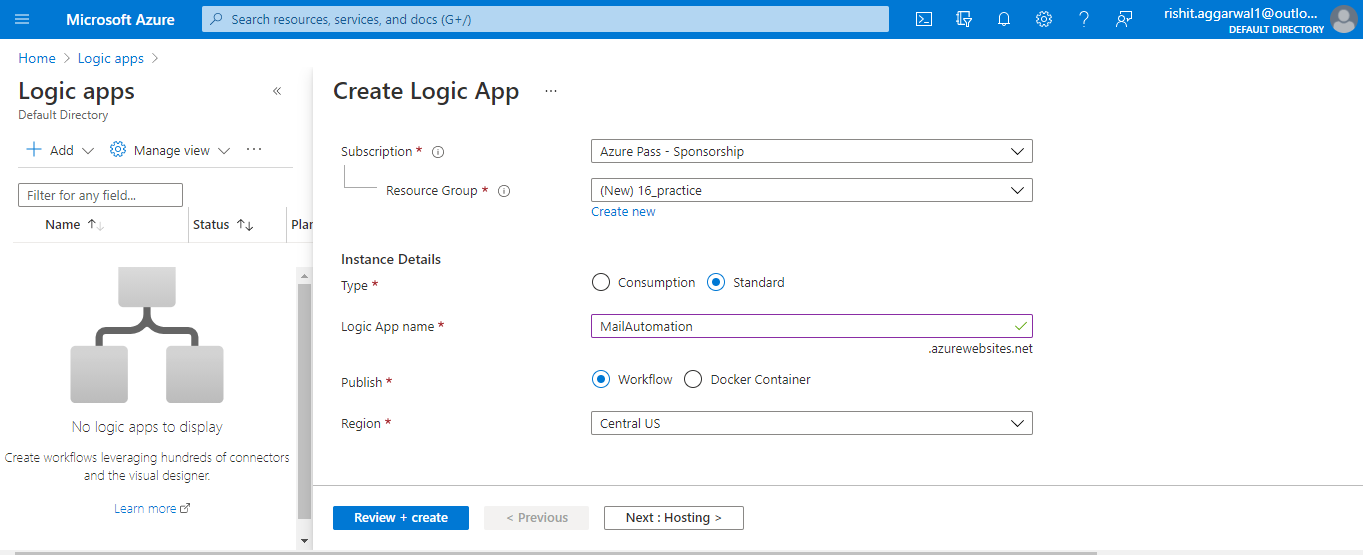 Microsoft Azure
Search resources, services, and docs (G+/)
rishit.aggarwal1@outlo...
DEFAULT DIRECTORY
Home > Logic apps >
Logic apps
Default Directory
Add
Manage view
...
Filter for any field...
Name
Status
Plan
No logic apps to display
Create workflows leveraging hundreds of connectors
and the visual designer.
Learn more
Create Logic App ...
Subscription *
Azure Pass - Sponsorship
Resource Group *
(New) 16_practice
Create new
Instance Details
Type *
Consumption
Standard
Logic App name *
MailAutomation
.azurewebsites.net
Publish *
Workflow
Docker Container
Region *
Central US
Review + create
< Previous
Next : Hosting >